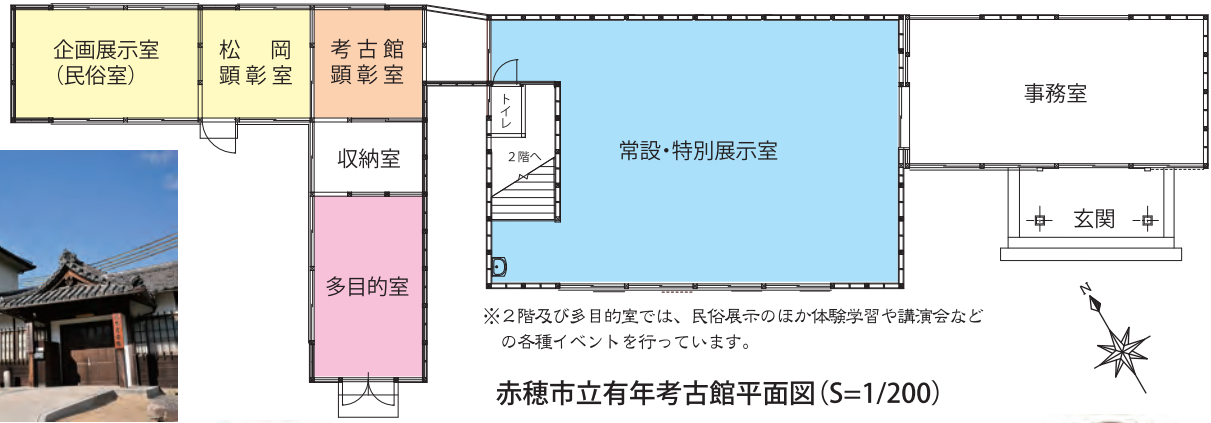 企画展示室
（民俗室）
松岡
顕彰室
考古館
顕彰室
収納室
多目的室
トイレ
２階へ
常設・特別展示室
事務室
玄関
N
※２階及び多目的室では、民俗展示のほか体験学習や講演会など
の各種イベントを行っています。
赤穂市立有年考古館平面図（S=1/200）